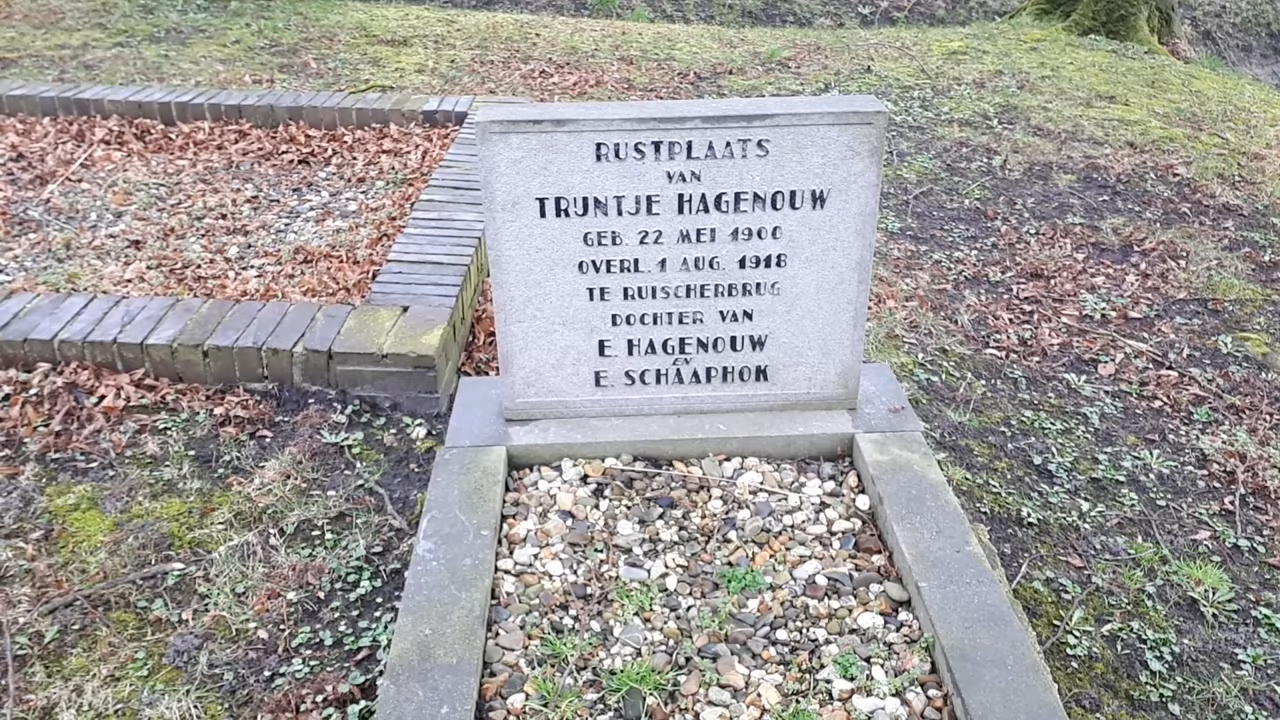 RUSTPLAATS
VAN
TRIJNTJE HAGENOUW
GEB. 22 MEI 1900
OVERL. 1 AUG. 1918
TE RUISCHERBRUG
DOCHTER VAN
E. HAGENOUW
EN
E. SCHAAPHOK